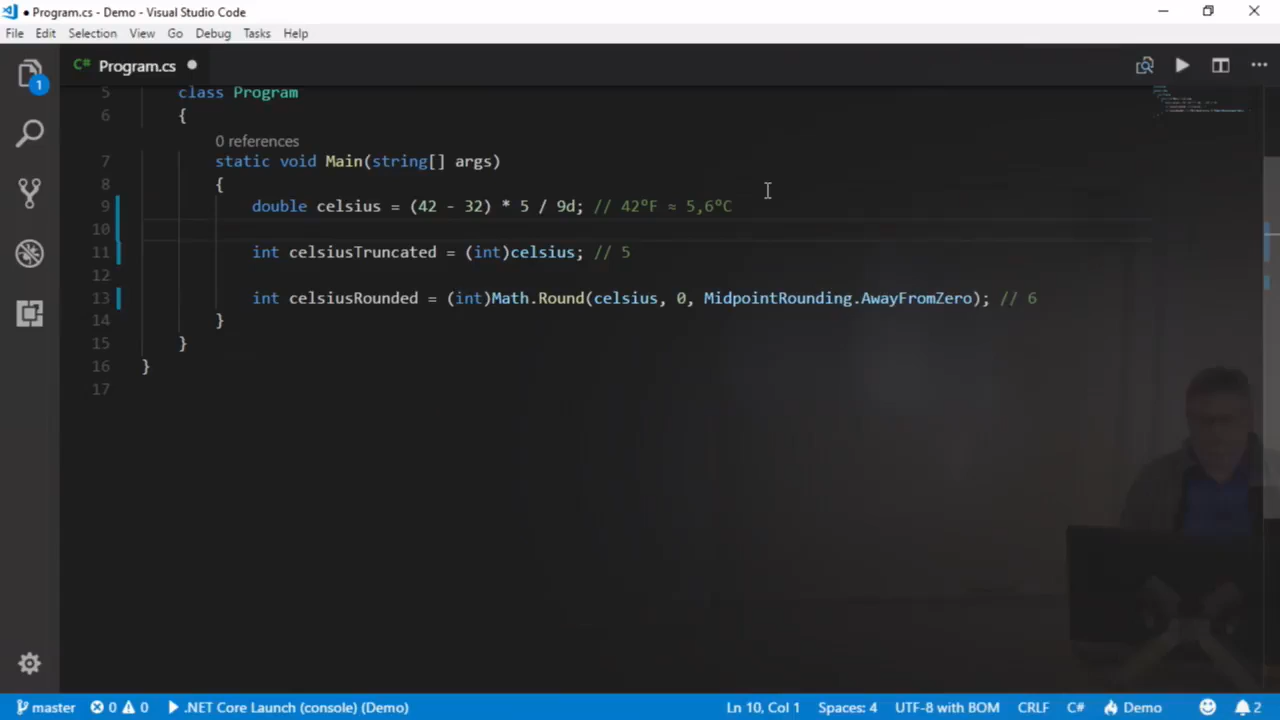 ● Program.cs - Demo - Visual Studio Code
File Edit Selection View Go Debug Tasks Help
C# Program.cs ●
1
5 class Program
6 {
0 references
7 static void Main(string[] args)
8 {
9 double celsius = (42 - 32) * 5 / 9d; // 42°F ≈ 5,6°C
10
11 int celsiusTruncated = (int)celsius; // 5
12
13 int celsiusRounded = (int)Math.Round(celsius, 0, MidpointRounding.AwayFromZero); // 6
14 }
15 }
16 }
17
master 0 0 .NET Core Launch (console) (Demo) Ln 10, Col 1 Spaces: 4 UTF-8 with BOM CRLF C# Demo 2